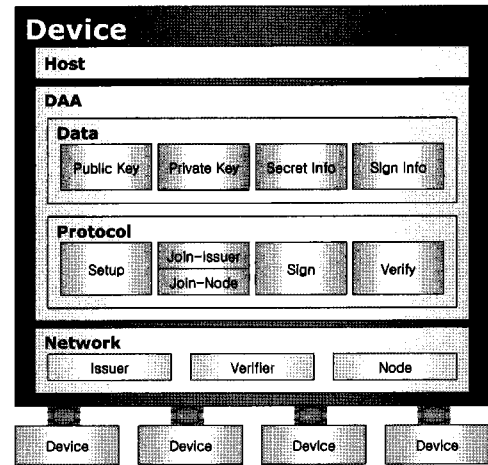 Device
Host
DAA
Data
Public Key Private Key Secret Info Sign Info
Protocol
Setup Join-Issuer Sign Verify
Join-Node
Network
Issuer Verifier Node
Device Device Device Device